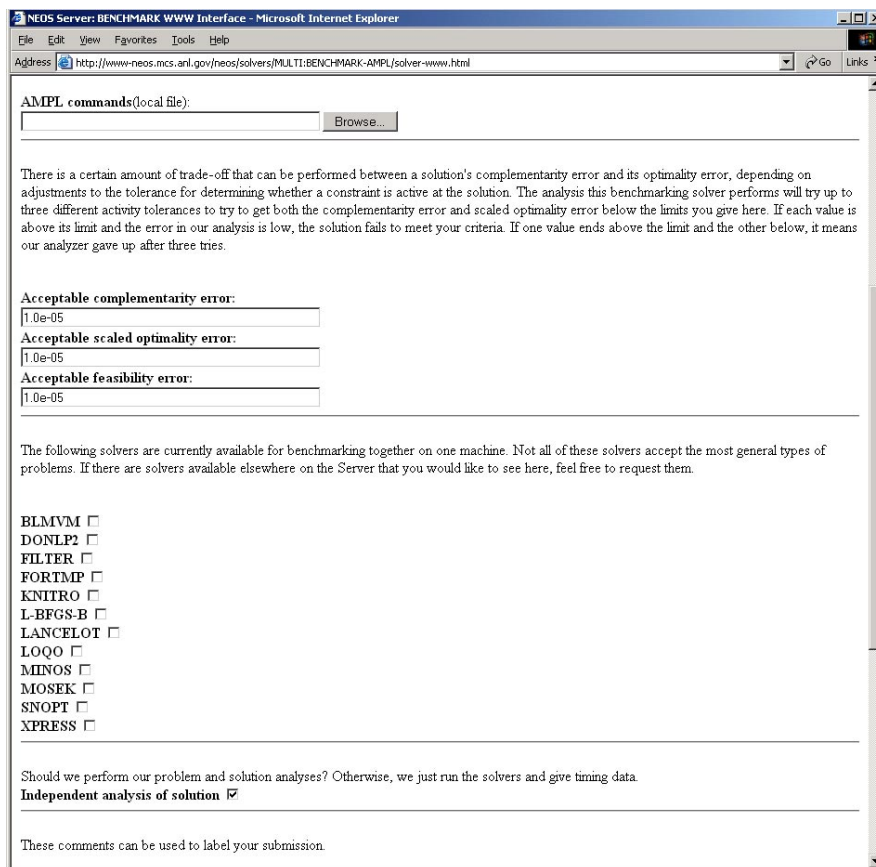 NEOS Server: BENCHMARK WWW Interface - Microsoft Internet Explorer
File Edit View Favorites Tools Help
Address http://www-neos.mcs.anl.gov/neos/solvers/MULTI:BENCHMARK-AMPL/solver-www.html Go Links
AMPL commands(local file):
Browse...
There is a certain amount of trade-off that can be performed between a solution's complementarity error and its optimality error, depending on
adjustments to the tolerance for determining whether a constraint is active at the solution. The analysis this benchmarking solver performs will try up to
three different activity tolerances to try to get both the complementarity error and scaled optimality error below the limits you give here. If each value is
above its limit and the error in our analysis is low, the solution fails to meet your criteria. If one value ends above the limit and the other below, it means
our analyzer gave up after three tries.
Acceptable complementarity error:
1.0e-05
Acceptable scaled optimality error:
1.0e-05
Acceptable feasibility error:
1.0e-05
The following solvers are currently available for benchmarking together on one machine. Not all of these solvers accept the most general types of
problems. If there are solvers available elsewhere on the Server that you would like to see here, feel free to request them.
BLMVM
DONLP2
FILTER
FORTMP
KNITRO
L-BFGS-B
LANCELOT
LOQO
MINOS
MOSEK
SNOPT
XPRESS
Should we perform our problem and solution analyses? Otherwise, we just run the solvers and give timing data.
Independent analysis of solution
These comments can be used to label your submission.